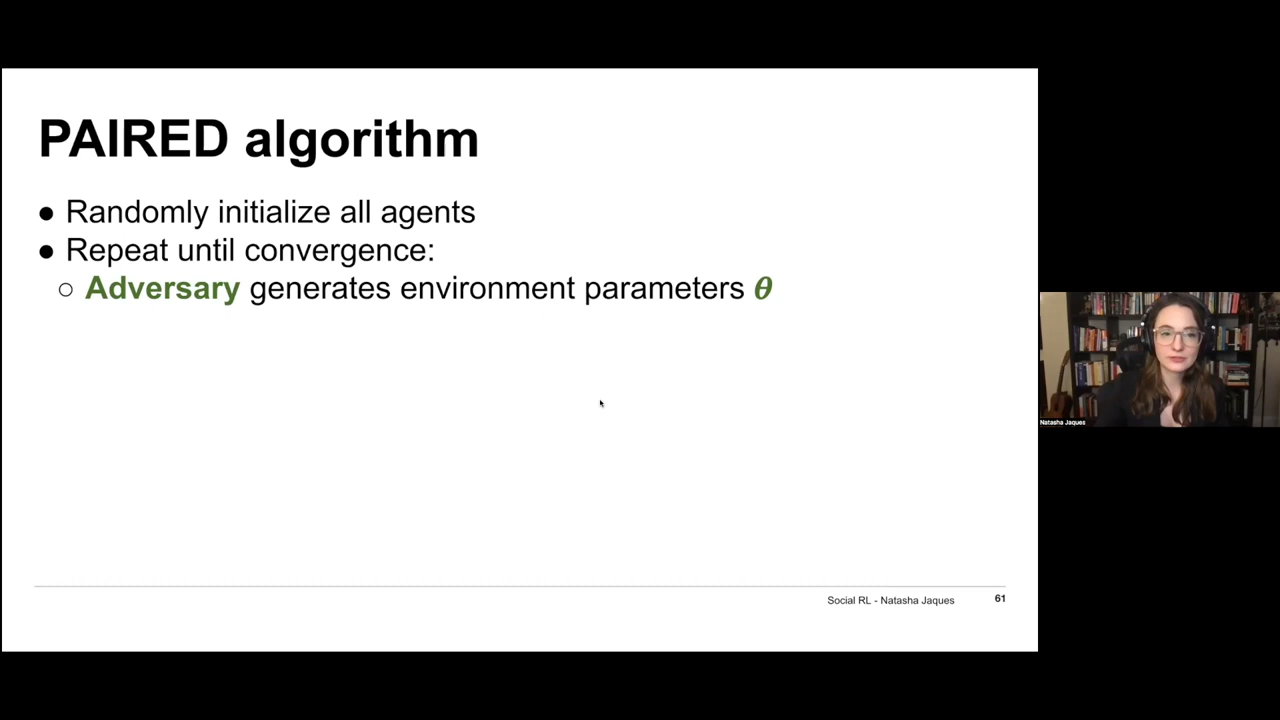 PAIRED algorithm
● Randomly initialize all agents
● Repeat until convergence:
○ Adversary generates environment parameters θ
Natasha Jaques
Social RL - Natasha Jaques
61